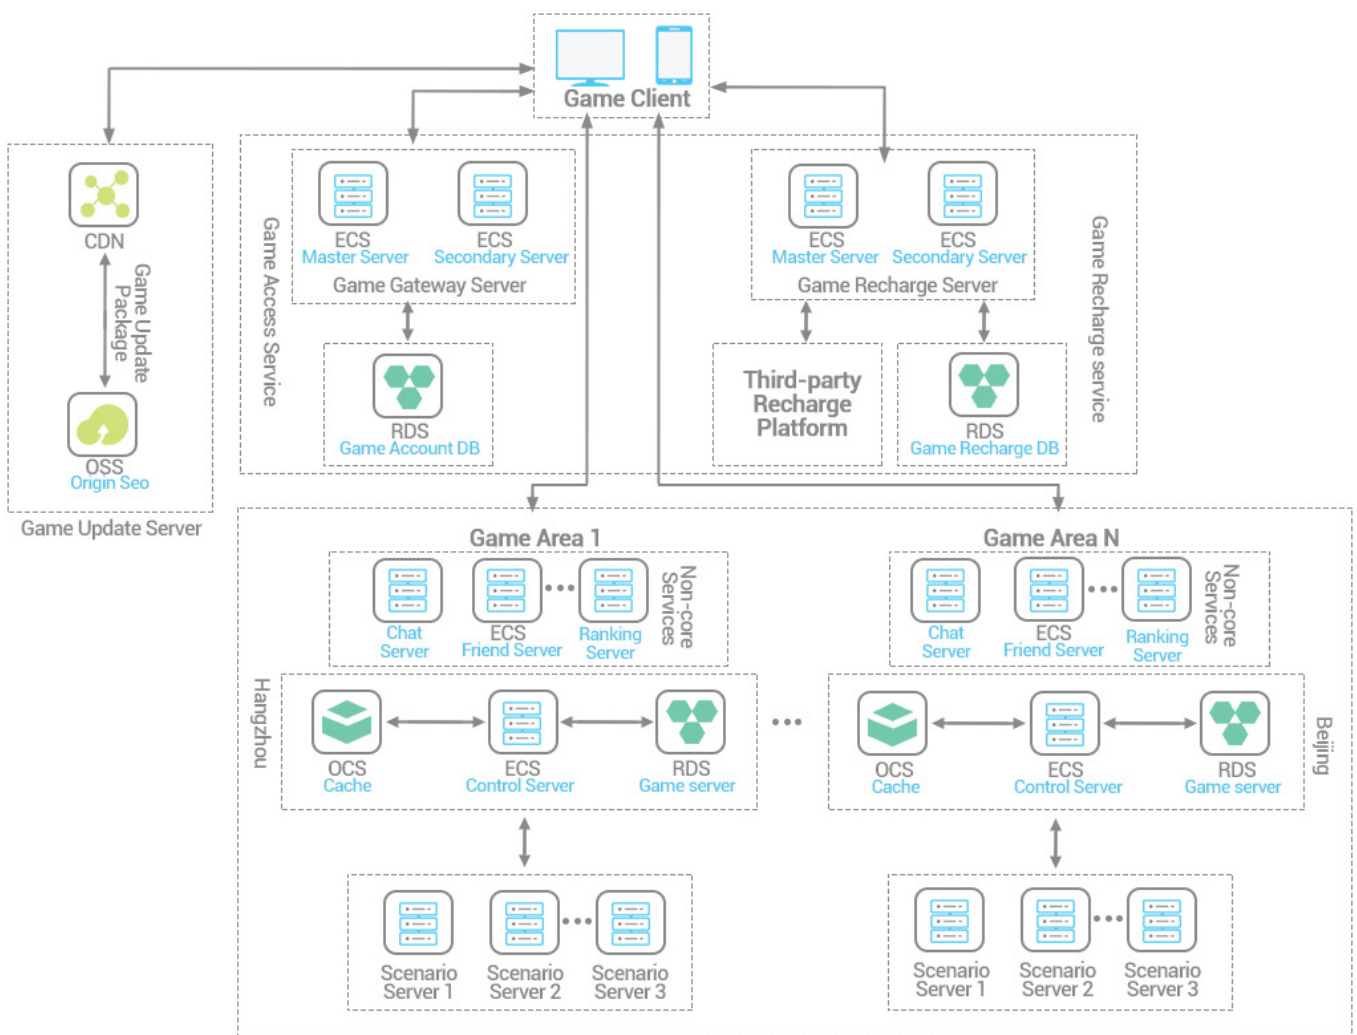 Game Client
CDN
Game Update
Package
OSS
Origin Seo
Game Update Server
Game Access Service
ECS
Master Server
ECS
Secondary Server
Game Gateway Server
RDS
Game Account DB
ECS
Master Server
ECS
Secondary Server
Game Recharge Server
Third-party
Recharge
Platform
RDS
Game Recharge DB
Game Recharge service
Game Area 1
Chat
Server
ECS
Friend Server
Ranking
Server
Non-core
Services
Hangzhou
OCS
Cache
ECS
Control Server
RDS
Game server
Scenario
Server 1
Scenario
Server 2
Scenario
Server 3
Game Area N
Chat
Server
ECS
Friend Server
Ranking
Server
Non-core
Services
OCS
Cache
ECS
Control Server
RDS
Game server
Beijing
Scenario
Server 1
Scenario
Server 2
Scenario
Server 3